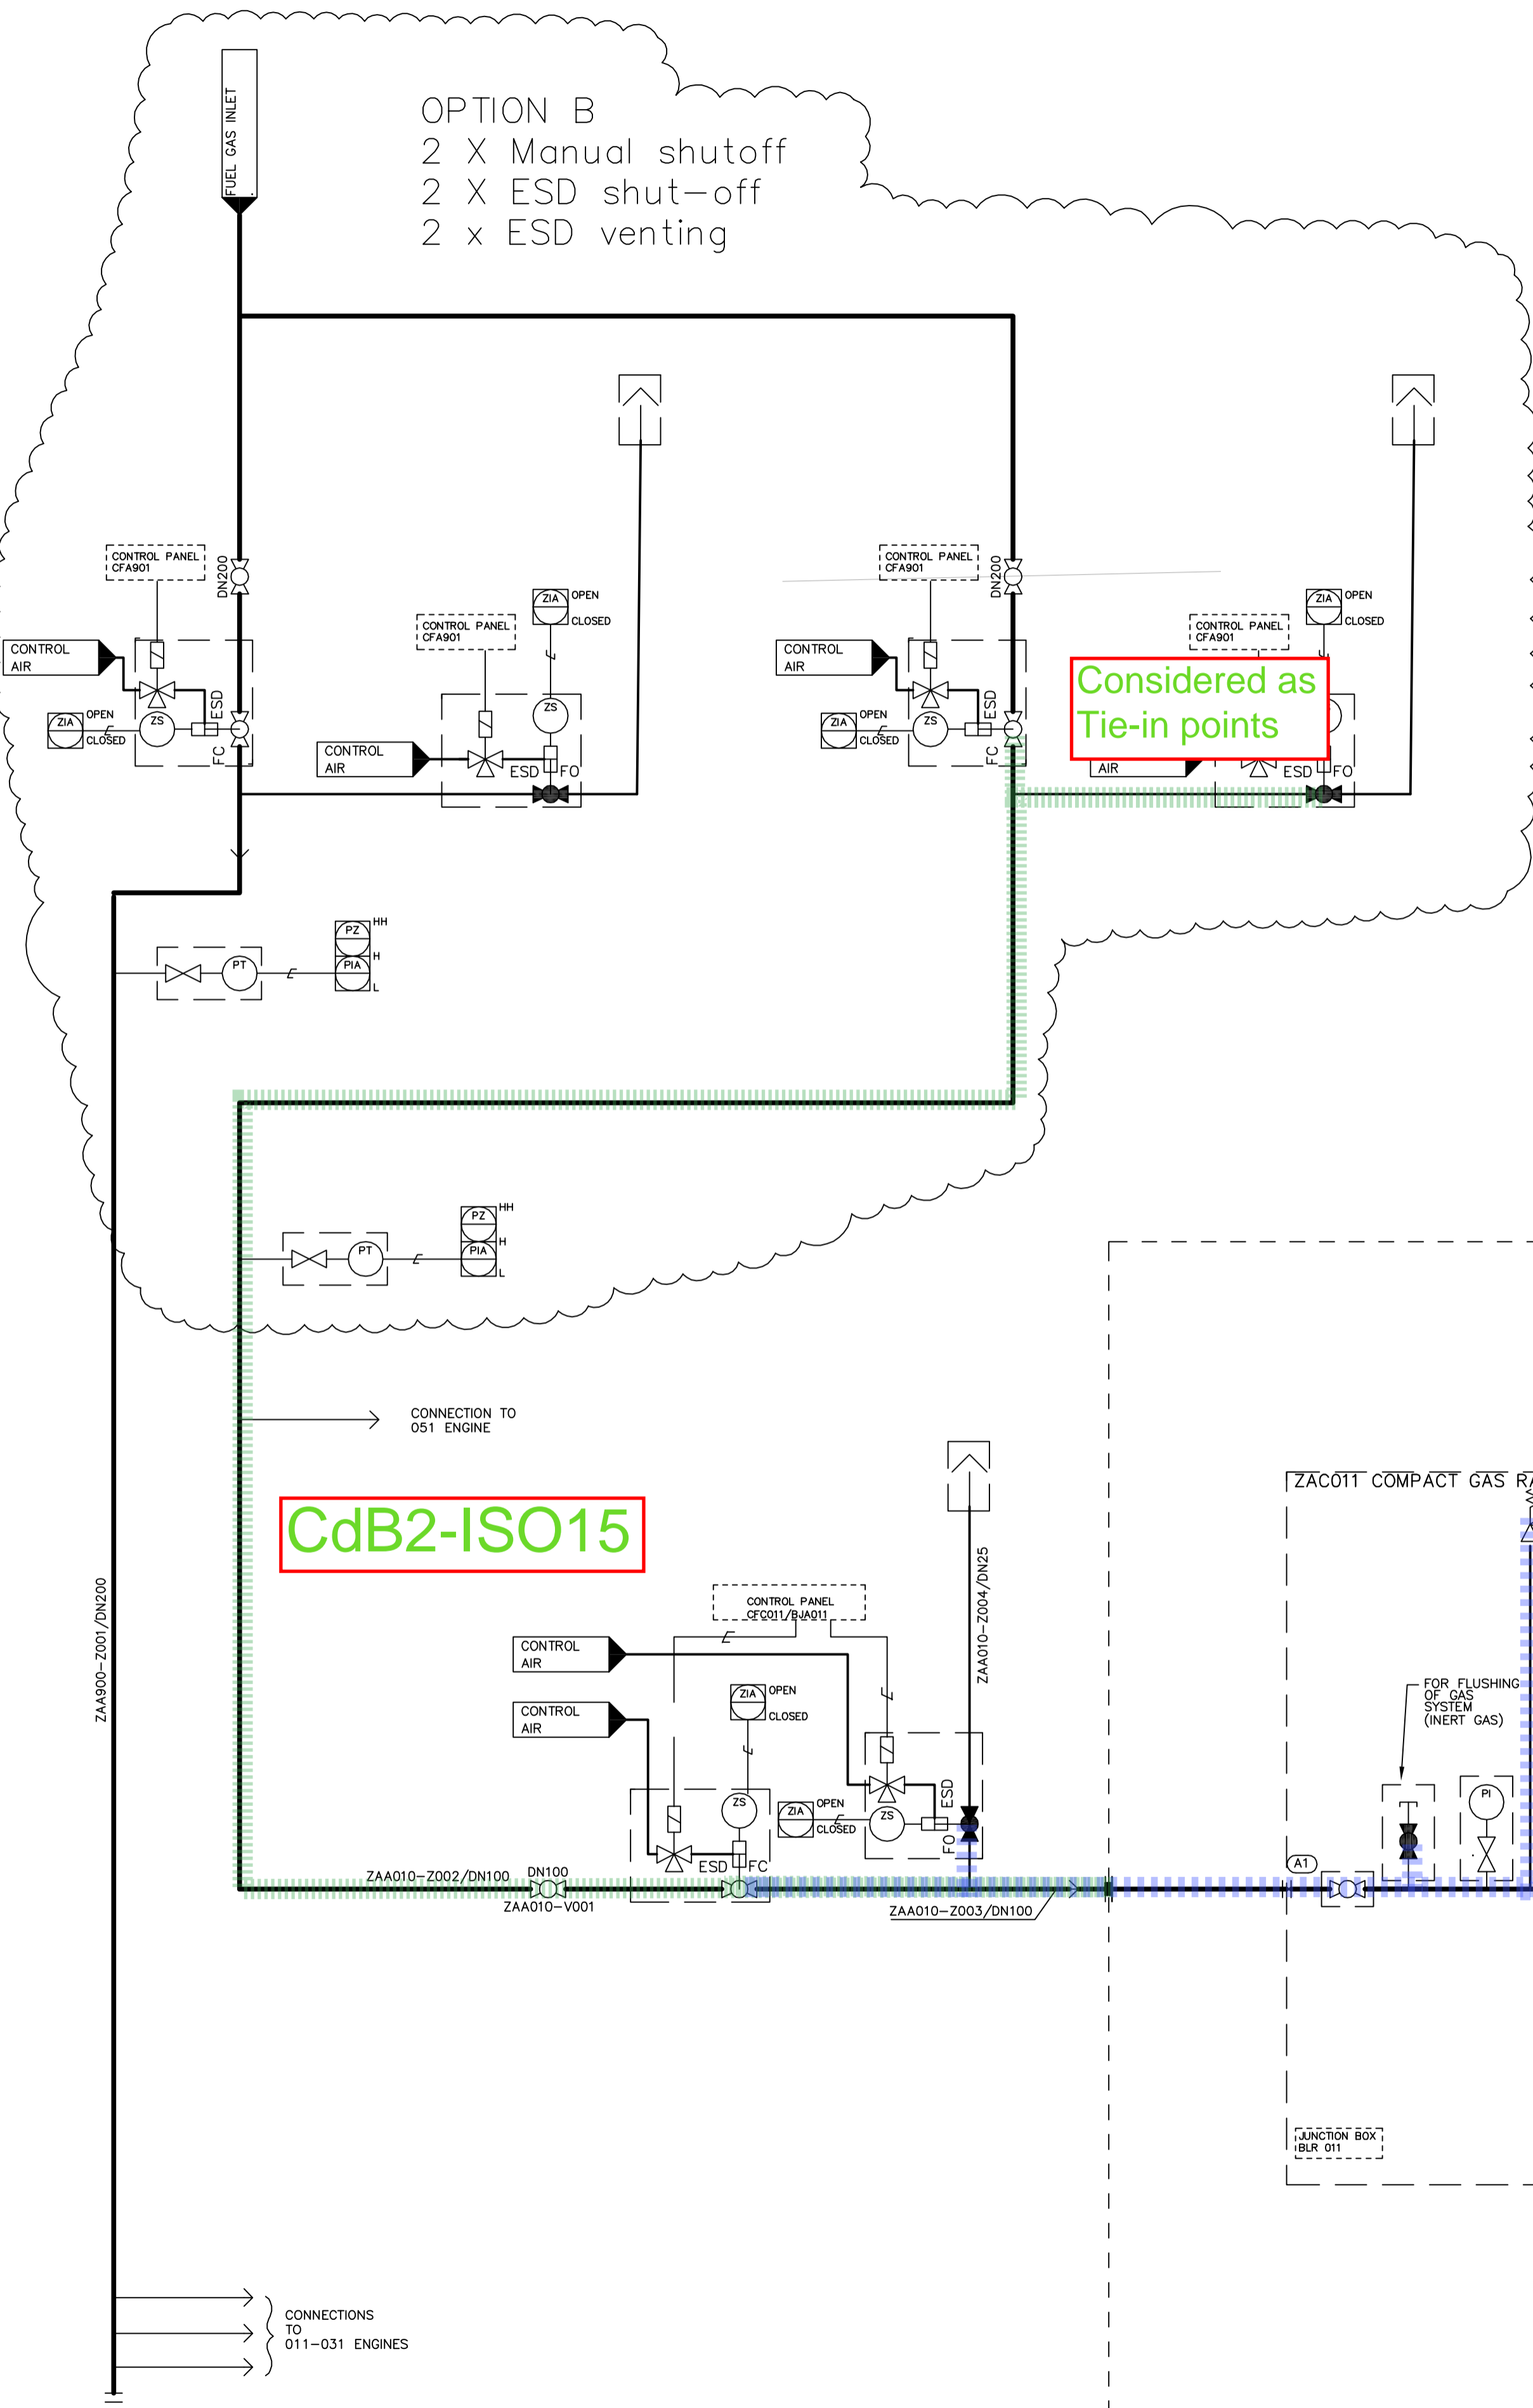 FUEL GAS INLET
OPTION B
2 X Manual shutoff
2 X ESD shut-off
2 x ESD venting
CONTROL PANEL
CFA901
DN200
CONTROL
AIR
ZIA
OPEN
CLOSED
ZS
ESD
FC
CONTROL PANEL
CFA901
ZIA
OPEN
CLOSED
ZS
CONTROL
AIR
ESD
FO
CONTROL PANEL
CFA901
DN200
CONTROL
AIR
ZIA
OPEN
CLOSED
ZS
ESD
FC
CONTROL PANEL
CFA901
ZIA
OPEN
CLOSED
Considered as
Tie-in points
AIR
ESD
FO
PT
PZ
HH
H
PIA
L
PT
PZ
HH
H
PIA
L
CONNECTION TO
051 ENGINE
CdB2-ISO15
ZAA900-Z001/DN200
CONTROL PANEL
CFC011/BJA011
CONTROL
AIR
CONTROL
AIR
ZIA
OPEN
CLOSED
ZS
ZAA010-Z004/DN25
ZIA
OPEN
CLOSED
ZS
ESD
FO
ESD
FC
ZAA010-Z002/DN100
DN100
ZAA010-V001
ZAA010-Z003/DN100
ZAC011 COMPACT GAS RA
FOR FLUSHING
OF GAS
SYSTEM
(INERT GAS)
PI
A1
JUNCTION BOX
BLR 011
CONNECTIONS
TO
011-031 ENGINES